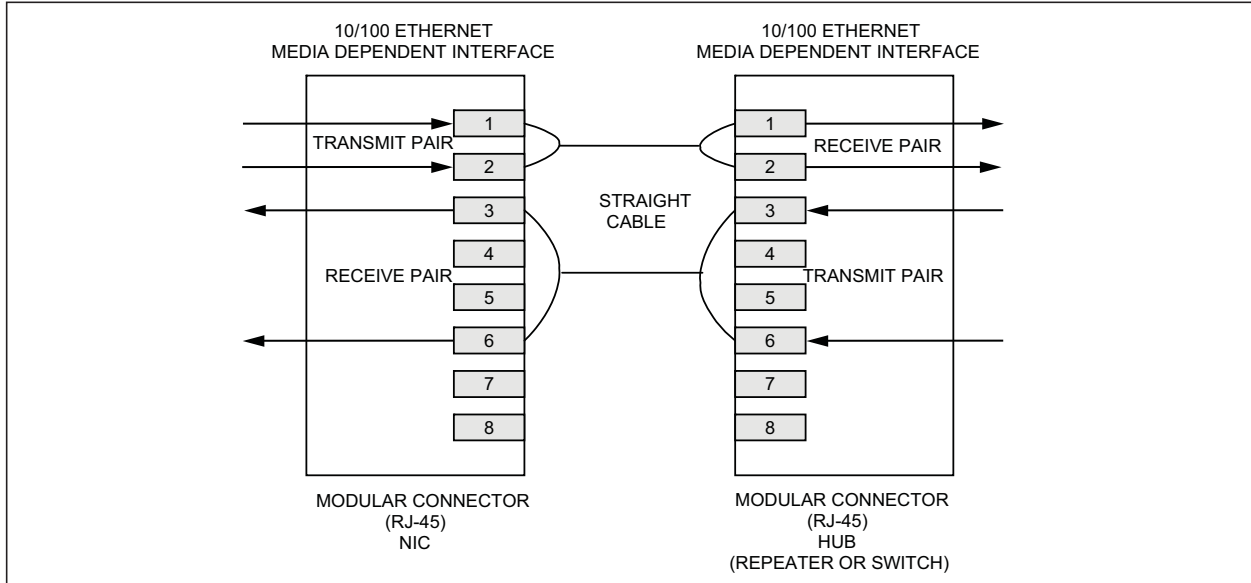 10/100 ETHERNET
MEDIA DEPENDENT INTERFACE
10/100 ETHERNET
MEDIA DEPENDENT INTERFACE
1
TRANSMIT PAIR
2
3
4
RECEIVE PAIR
5
6
7
8
STRAIGHT
CABLE
1
RECEIVE PAIR
2
3
4
TRANSMIT PAIR
5
6
7
8
MODULAR CONNECTOR
(RJ-45)
NIC
MODULAR CONNECTOR
(RJ-45)
HUB
(REPEATER OR SWITCH)